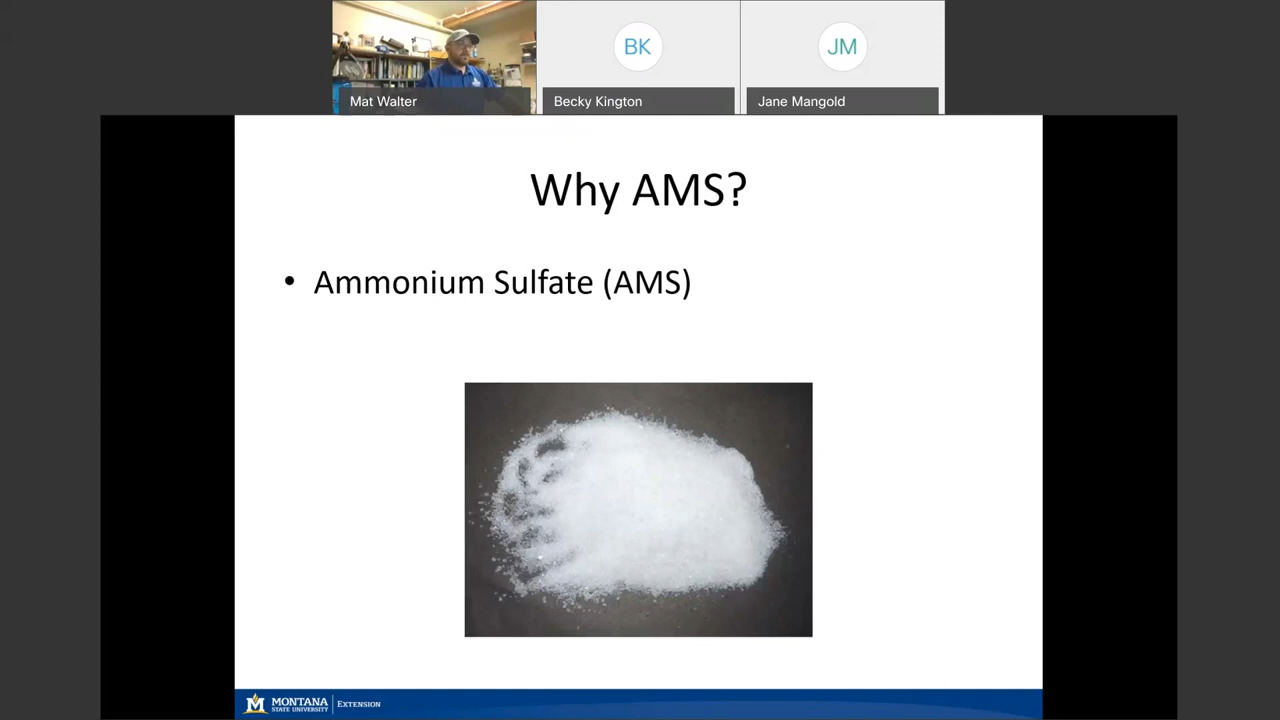 BK
JM
Mat Walter
Becky Kington
Jane Mangold
Why AMS?
• Ammonium Sulfate (AMS)
M MONTANA
STATE UNIVERSITY
EXTENSION